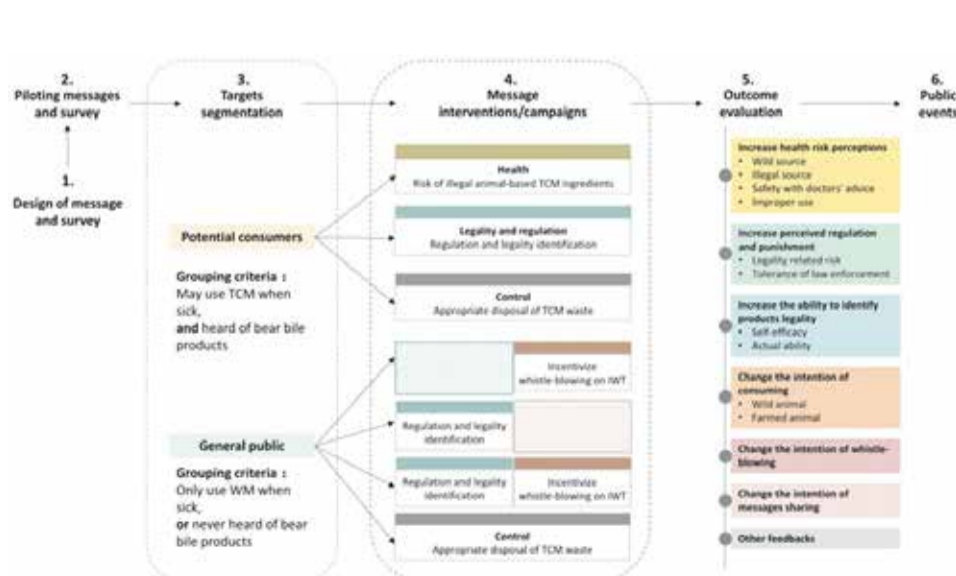 2.
Piloting messages
and survey
1.
Design of message
and survey
3.
Targets
segmentation
Potential consumers
Grouping criteria :
May use TCM when
sick,
and heard of bear bile
products
General public
Grouping criteria :
Only use WM when
sick,
or never heard of bear
bile products
4.
Message
interventions/campaigns
Health
Risk of illegal animal-based TCM ingredients
Legality and regulation
Regulation and legality identification
Control
Appropriate disposal of TCM waste
Incentivize
whistle-blowing on IWT
Regulation and legality
identification
Regulation and legality
identification
Incentivize
whistle-blowing on IWT
Control
Appropriate disposal of TCM waste
5.
Outcome
evaluation
Increase health risk perceptions
• Wild source
• Illegal source
• Safety with doctors' advice
• Improper use
Increase perceived regulation
and punishment
• Legality related risk
• Tolerance of law enforcement
Increase the ability to identify
products legality
• Self-efficacy
• Actual ability
Change the intention of
consuming
• Wild animal
• Farmed animal
Change the intention of whistle-
blowing
Change the intention of
messages sharing
Other feedbacks
6.
Public
events